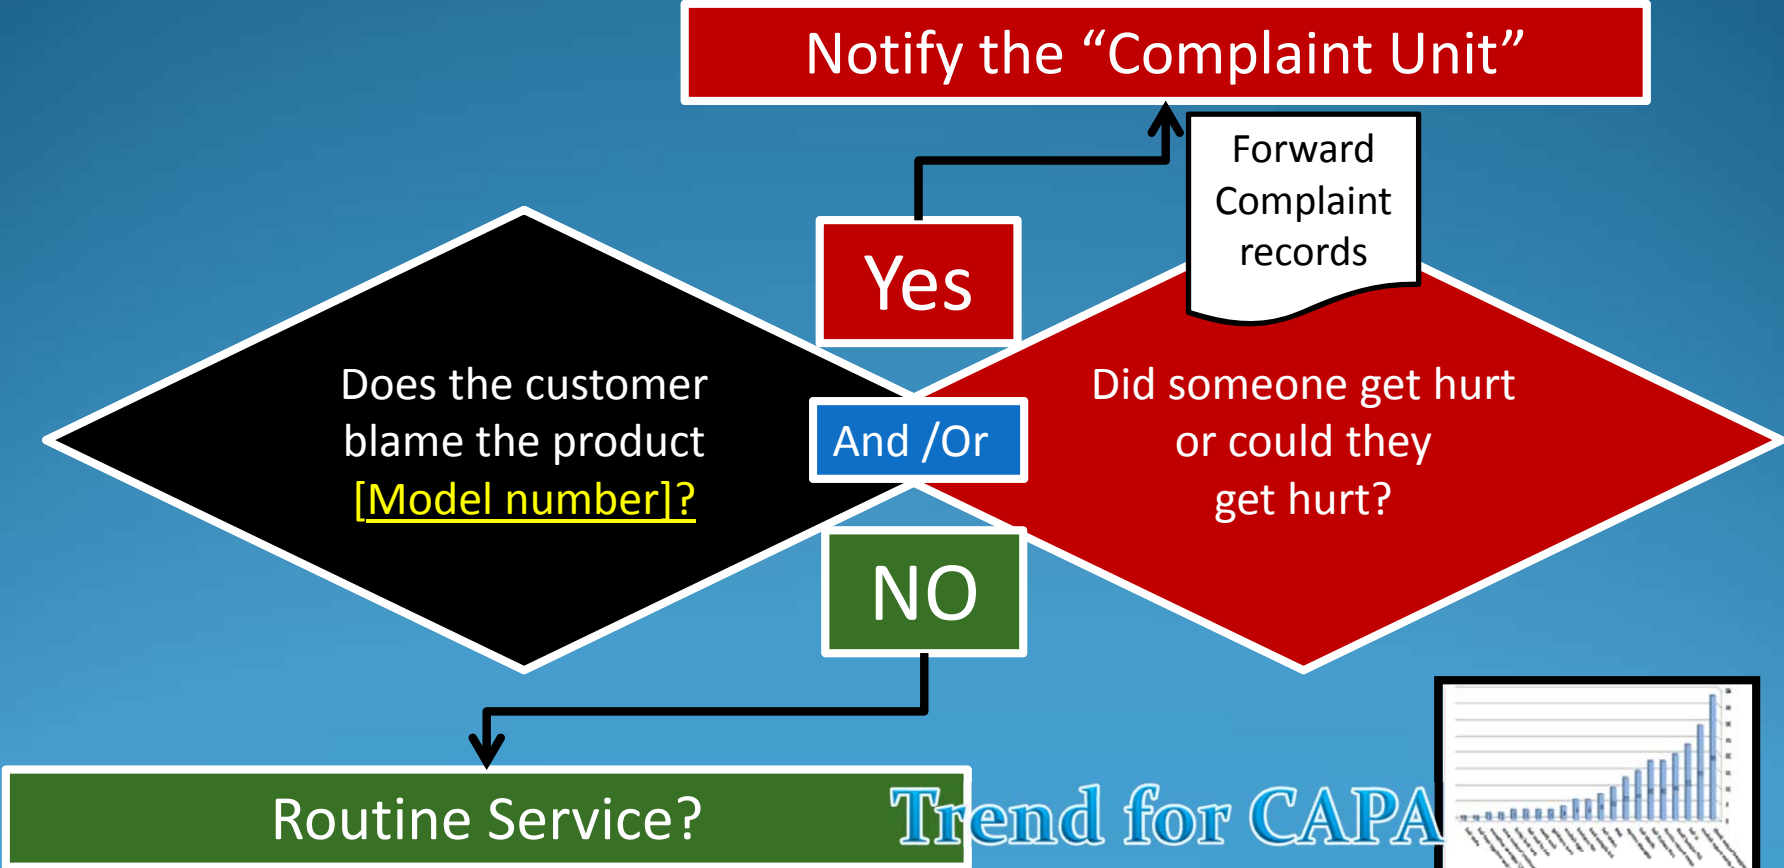 Notify the “Complaint Unit”
Forward
Complaint
records
Yes
Does the customer
blame the product
[Model number]?
And /Or
Did someone get hurt
or could they
get hurt?
NO
Routine Service?
Trend for CAPA